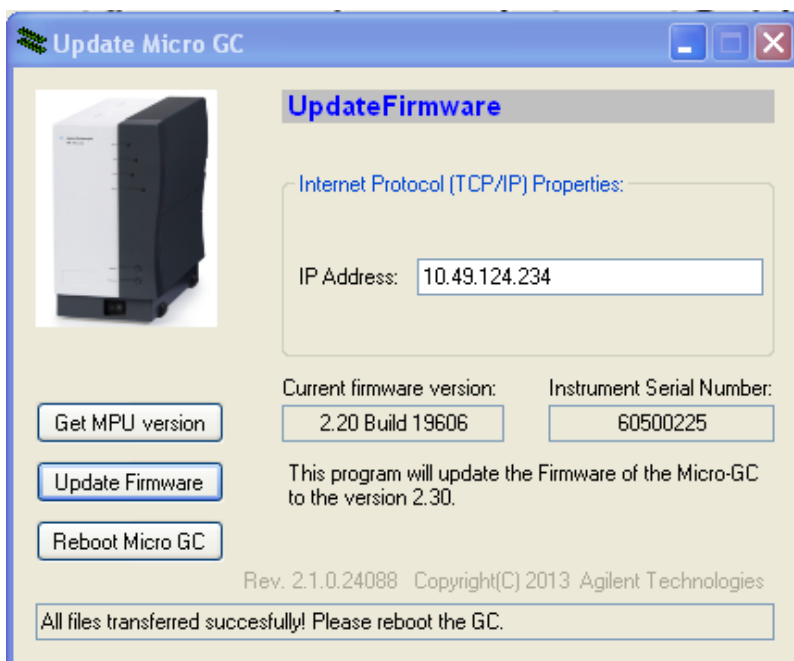 Update Micro GC
UpdateFirmware
Internet Protocol (TCP/IP) Properties:
IP Address: 10.49.124.234
Current firmware version: Instrument Serial Number:
Get MPU version 2.20 Build 19606 60500225
Update Firmware This program will update the Firmware of the Micro-GC
to the version 2.30.
Reboot Micro GC
Rev. 2.1.0.24088 Copyright(C) 2013 Agilent Technologies
All files transferred succesfully! Please reboot the GC.